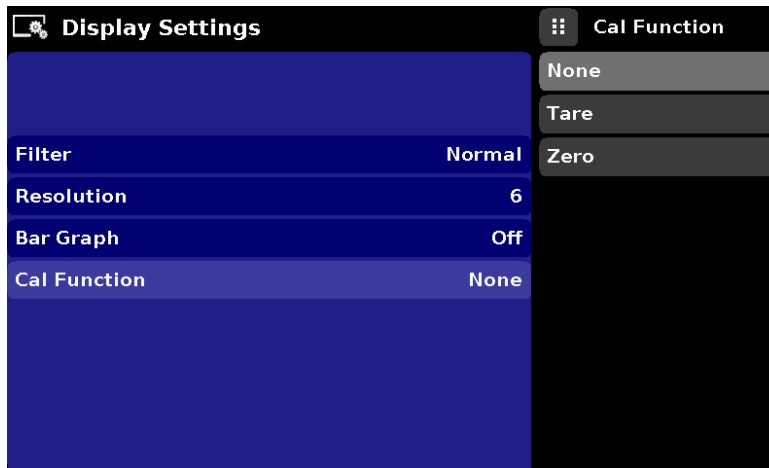 Display Settings
Filter Normal
Resolution 6
Bar Graph Off
Cal Function None
Cal Function
None
Tare
Zero